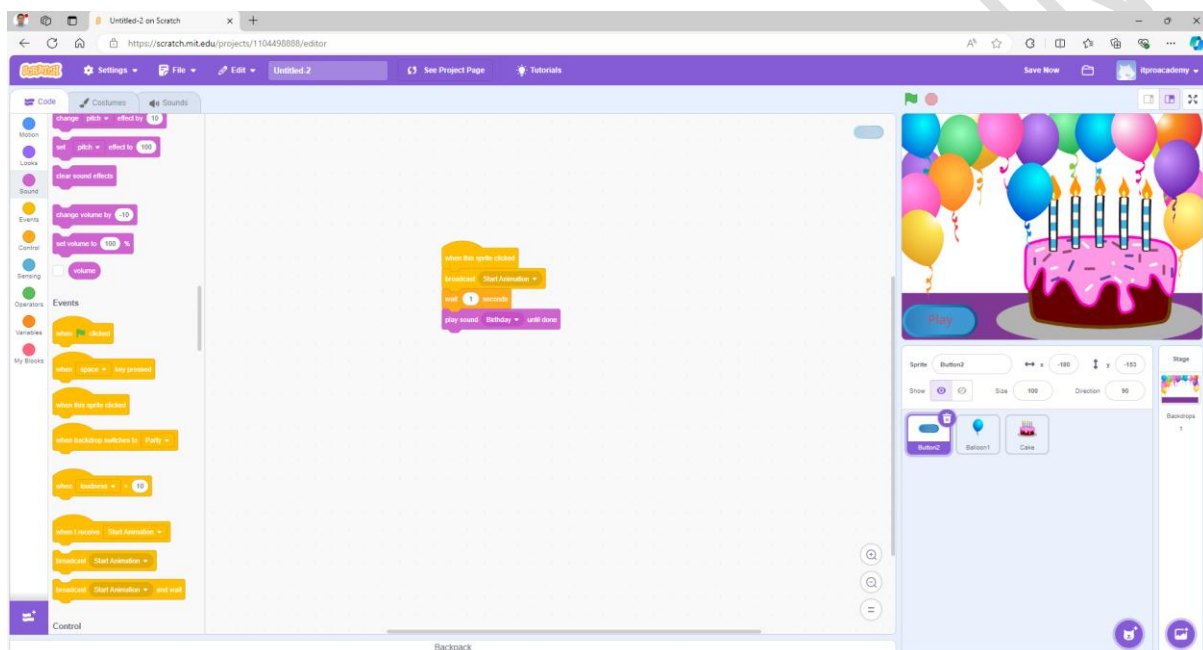 Untitled-2 on Scratch
https://scratch.mit.edu/projects/1104498888/editor
SCRATCH Settings File Edit Untitled-2 See Project Page Tutorials Save Now itproacademy
Code Costumes Sounds
Motion
Looks
Sound
Events
Control
Sensing
Operators
Variables
My Blocks
change pitch effect by 10
set pitch effect to 100
clear sound effects
change volume by -10
set volume to 100 %
volume
Events
when clicked
when space key pressed
when this sprite clicked
when backdrop switches to Party
when loudness > 10
when I receive Start Animation
broadcast Start Animation
broadcast Start Animation and wait
Control
when this sprite clicked
broadcast Start Animation
wait 1 seconds
play sound Birthday until done
Backpack
Play
Sprite Button2 x -180 y -153
Show Size 100 Direction 90
Button2 Balloon1 Cake
Stage
Backdrops
1